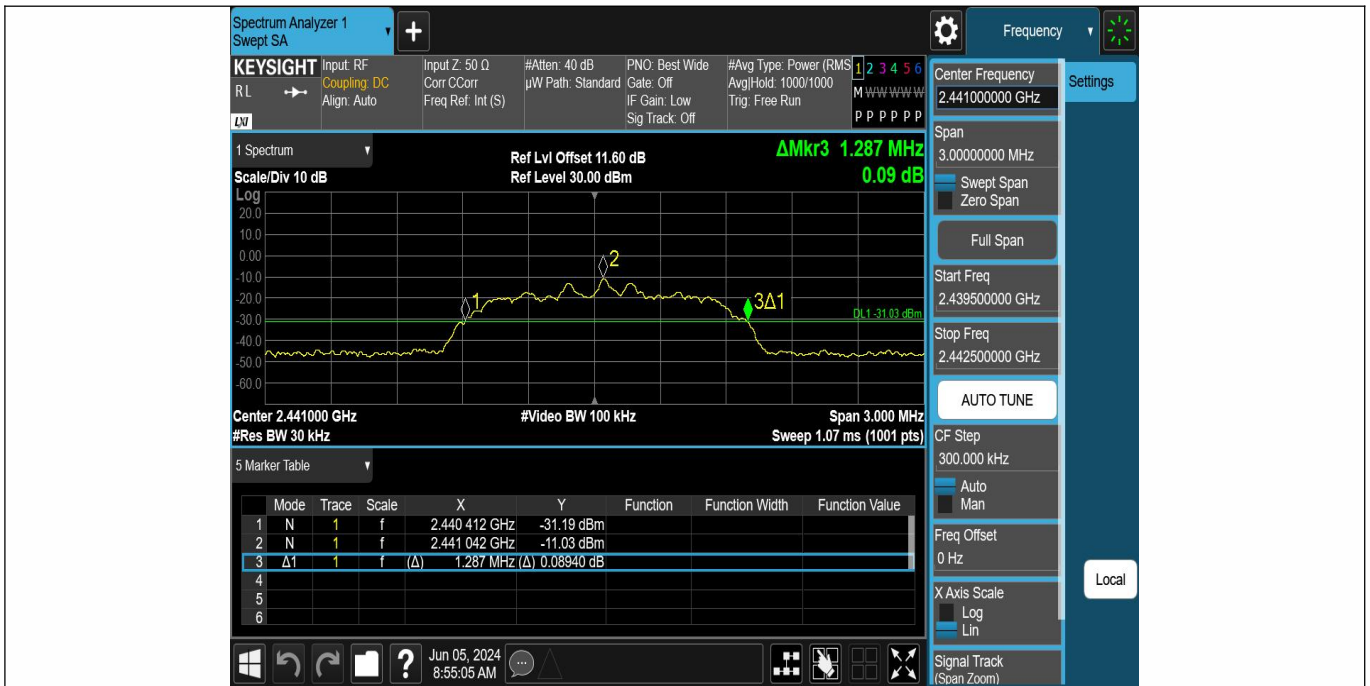 Spectrum Analyzer 1
Swept SA
+
Frequency
KEYSIGHT
RL
LXI
Input: RF
Coupling: DC
Align: Auto
Input Z: 50 Ω
Corr CCorr
Freq Ref: Int (S)
#Atten: 40 dB
µW Path: Standard
PNO: Best Wide
Gate: Off
IF Gain: Low
Sig Track: Off
#Avg Type: Power (RMS
Avg|Hold: 1000/1000
Trig: Free Run
1 2 3 4 5 6
M W W W W W
P P P P P P
1 Spectrum
Scale/Div 10 dB
Ref Lvl Offset 11.60 dB
Ref Level 30.00 dBm
ΔMkr3 1.287 MHz
0.09 dB
Log
20.0
10.0
0.00
-10.0
-20.0
-30.0
-40.0
-50.0
-60.0
1
2
3Δ1
DL1 -31.03 dBm
Center 2.441000 GHz
#Video BW 100 kHz
Span 3.000 MHz
#Res BW 30 kHz
Sweep 1.07 ms (1001 pts)
5 Marker Table
Mode Trace Scale X Y Function Function Width Function Value
1 N 1 f 2.440 412 GHz -31.19 dBm
2 N 1 f 2.441 042 GHz -11.03 dBm
3 Δ1 1 f (Δ) 1.287 MHz (Δ) 0.08940 dB
4
5
6
?
Jun 05, 2024
8:55:05 AM
Center Frequency
2.441000000 GHz
Settings
Span
3.00000000 MHz
Swept Span
Zero Span
Full Span
Start Freq
2.439500000 GHz
Stop Freq
2.442500000 GHz
AUTO TUNE
CF Step
300.000 kHz
Auto
Man
Freq Offset
0 Hz
Local
X Axis Scale
Log
Lin
Signal Track
(Span Zoom)